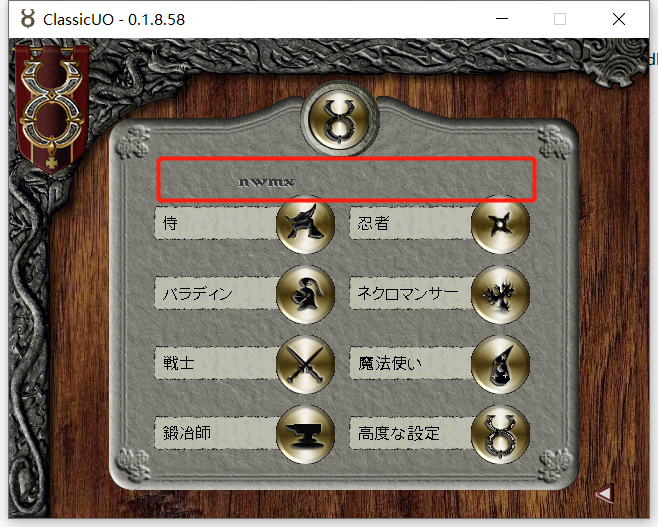 ClassicUO - 0.1.8.58
nwmx
侍
忍者
パラディン
ネクロマンサー
戦士
魔法使い
鍛冶師
高度な設定